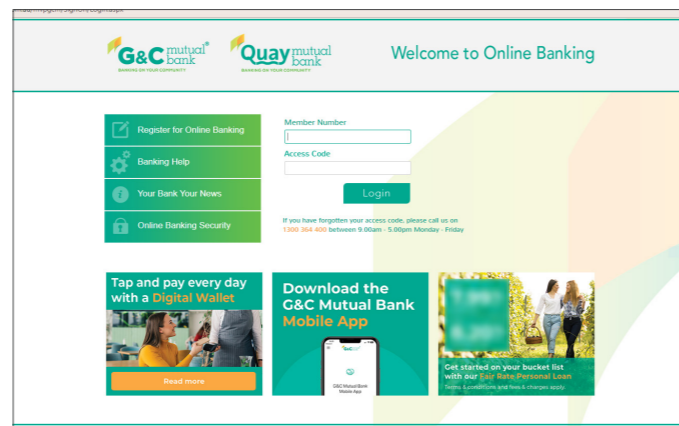 G&C mutual bank
BANKING ON YOUR COMMUNITY
Quay mutual bank
BANKING ON YOUR COMMUNITY
Welcome to Online Banking
Register for Online Banking
Banking Help
Your Bank Your News
Online Banking Security
Member Number
Access Code
Login
If you have forgotten your access code, please call us on
1300 364 400 between 9.00am - 5.00pm Monday - Friday
Tap and pay every day
with a Digital Wallet
Read more
Download the
G&C Mutual Bank
Mobile App
G&C Mutual Bank
Mobile App
Get started on your bucket list
with our Fair Rate Personal Loan
Terms & conditions and fees & charges apply.